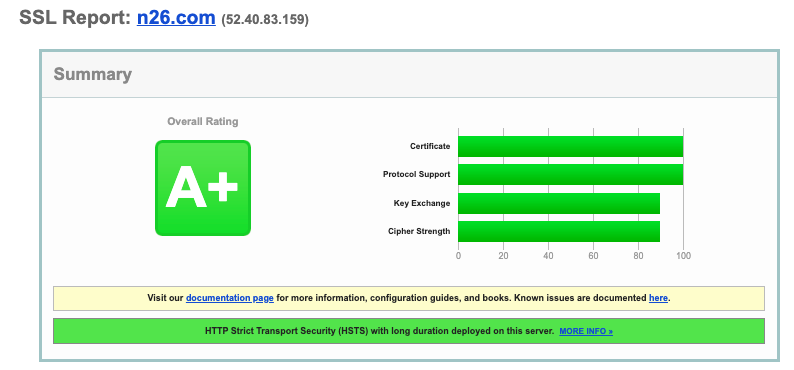 SSL Report: n26.com (52.40.83.159)
Summary
Overall Rating
A+
Certificate
Protocol Support
Key Exchange
Cipher Strength
0 20 40 60 80 100
Visit our documentation page for more information, configuration guides, and books. Known issues are documented here.
HTTP Strict Transport Security (HSTS) with long duration deployed on this server. MORE INFO »